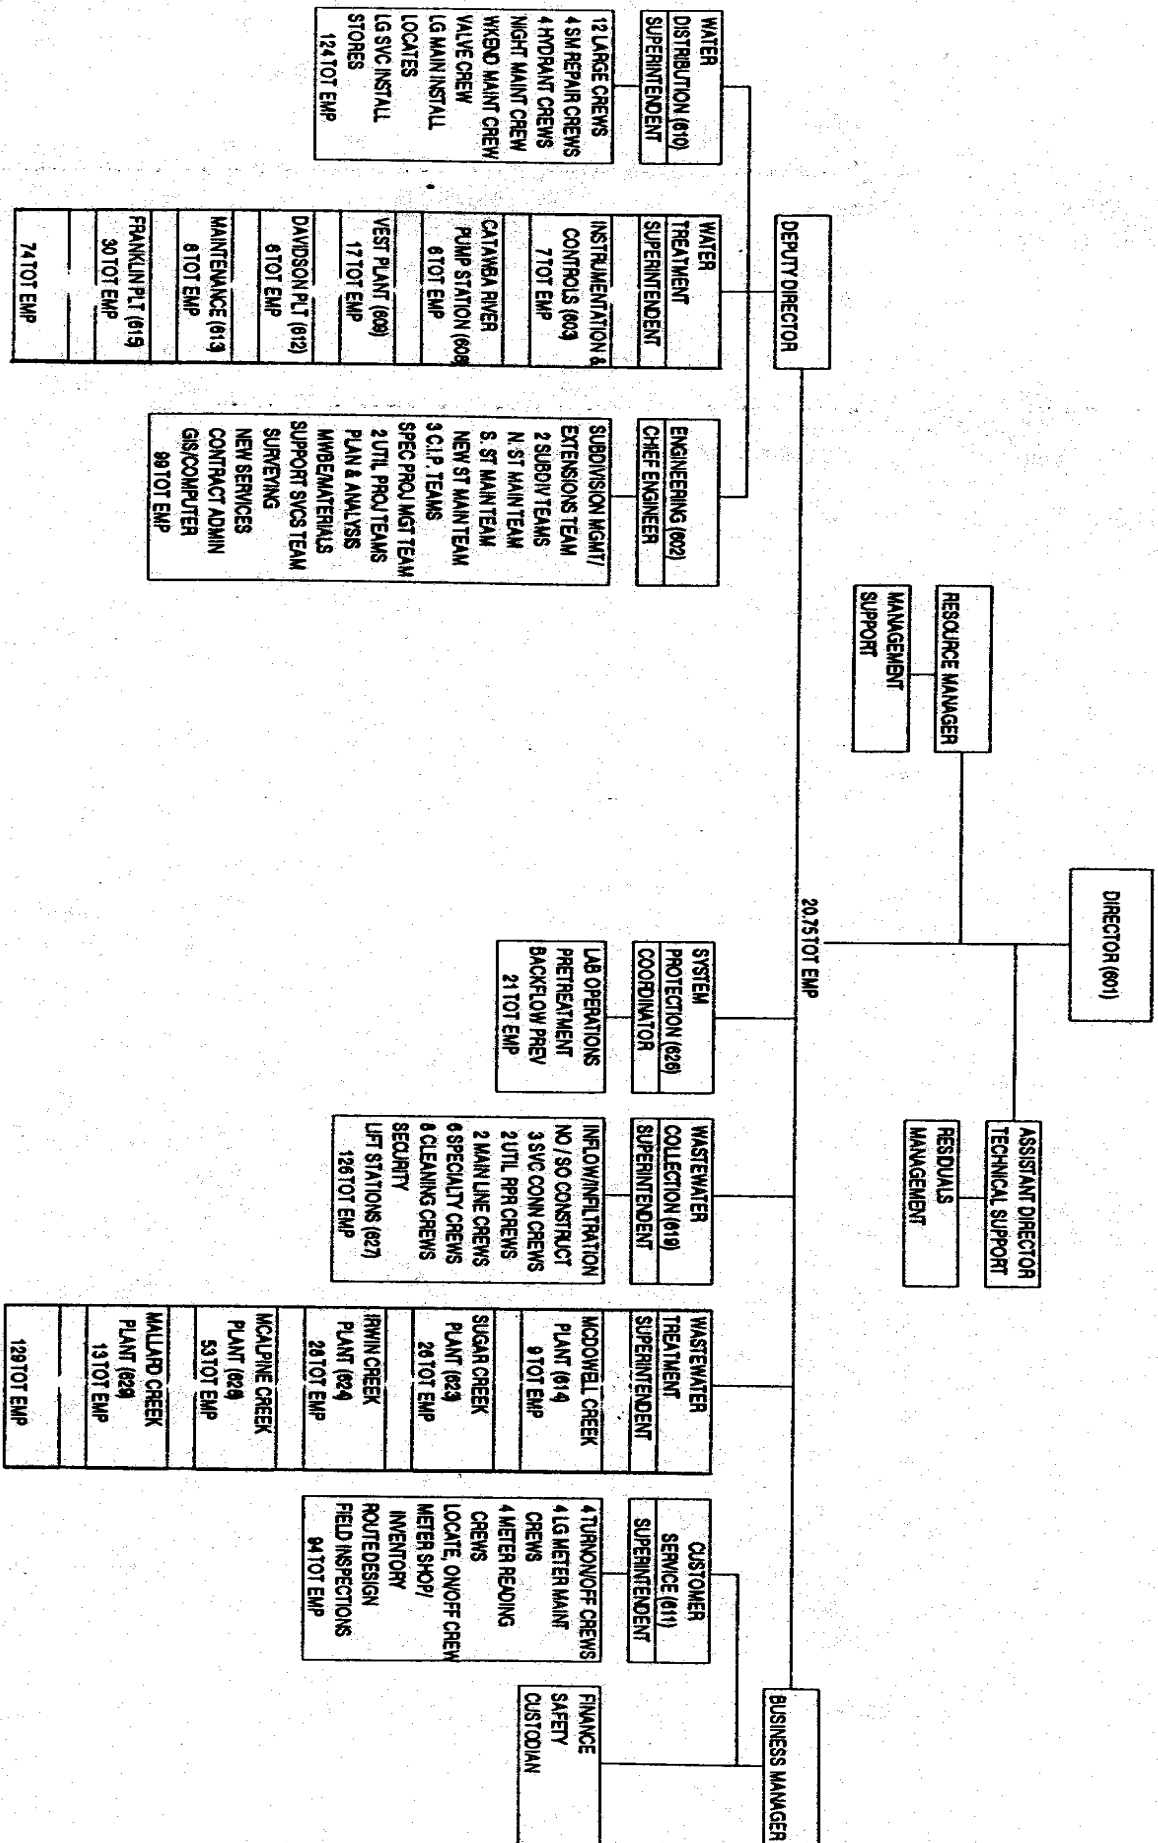 DIRECTOR (601)
ASSISTANT DIRECTOR
TECHNICAL SUPPORT
RESIDUALS
MANAGEMENT
RESOURCE MANAGER
MANAGEMENT
SUPPORT
20.75 TOT EMP
DEPUTY DIRECTOR
BUSINESS MANAGER
WATER
DISTRIBUTION (610)
SUPERINTENDENT
12 LARGE CREWS
4 SM REPAIR CREWS
4 HYDRANT CREWS
NIGHT MAINT CREW
WKEND MAINT CREW
VALVE CREW
LG MAIN INSTALL
LOCATES
LG SVC INSTALL
STORES
124 TOT EMP
WATER
TREATMENT
SUPERINTENDENT
INSTRUMENTATION &
CONTROLS (603)
7 TOT EMP
CATAWBA RIVER
PUMP STATION (608)
6 TOT EMP
VEST PLANT (609)
17 TOT EMP
DAVIDSON PLT (612)
6 TOT EMP
MAINTENANCE (613)
8 TOT EMP
FRANKLIN PLT (615)
30 TOT EMP
74 TOT EMP
ENGINEERING (602)
CHIEF ENGINEER
SUBDIVISION MGMT/
EXTENSIONS TEAM
2 SUBDIV TEAMS
N. ST MAIN TEAM
S. ST MAIN TEAM
NEW ST MAIN TEAM
3 C.I.P. TEAMS
SPEC PROJ MGT TEAM
2 UTIL PROJ TEAMS
PLAN & ANALYSIS
MWBE/MATERIALS
SUPPORT SVCS TEAM
SURVEYING
NEW SERVICES
CONTRACT ADMIN
GIS/COMPUTER
99 TOT EMP
SYSTEM
PROTECTION (626)
COORDINATOR
LAB OPERATIONS
PRETREATMENT
BACKFLOW PREV
21 TOT EMP
WASTEWATER
COLLECTION (619)
SUPERINTENDENT
INFLOW/INFILTRATION
NO / SO CONSTRUCT
3 SVC CONN CREWS
2 UTIL RPR CREWS
2 MAIN LINE CREWS
6 SPECIALTY CREWS
8 CLEANING CREWS
SECURITY
LIFT STATIONS (627)
126 TOT EMP
WASTEWATER
TREATMENT
SUPERINTENDENT
MCDOWELL CREEK
PLANT (614)
9 TOT EMP
SUGAR CREEK
PLANT (623)
26 TOT EMP
IRWIN CREEK
PLANT (624)
28 TOT EMP
MCALPINE CREEK
PLANT (628)
53 TOT EMP
MALLARD CREEK
PLANT (629)
13 TOT EMP
129 TOT EMP
CUSTOMER
SERVICE (611)
SUPERINTENDENT
4 TURNON/OFF CREWS
4 LG METER MAINT
CREWS
4 METER READING
CREWS
LOCATE, ON/OFF CREW
METER SHOP/
INVENTORY
ROUTE DESIGN
FIELD INSPECTIONS
94 TOT EMP
FINANCE
SAFETY
CUSTODIAN